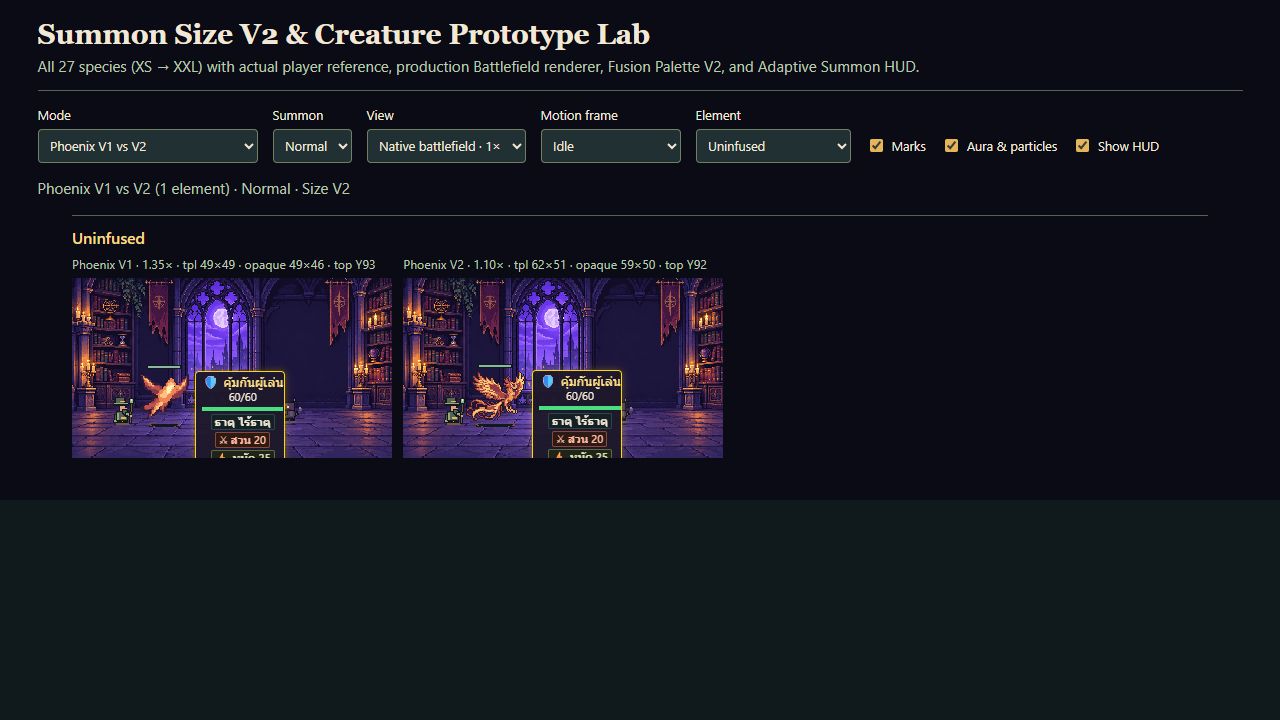 Summon Size V2 & Creature Prototype Lab
All 27 species (XS → XXL) with actual player reference, production Battlefield renderer, Fusion Palette V2, and Adaptive Summon HUD.
Mode Summon View Motion frame Element
Phoenix V1 vs V2 Normal Native battlefield · 1× Idle Uninfused Marks Aura & particles Show HUD
Phoenix V1 vs V2 (1 element) · Normal · Size V2
Uninfused
Phoenix V1 · 1.35× · tpl 49×49 · opaque 49×46 · top Y93
Phoenix V2 · 1.10× · tpl 62×51 · opaque 59×50 · top Y92
คุ้มกันผู้เล่น
60/60
ธาตุ ไร้ธาตุ
สวน 20
คุ้มกันผู้เล่น
60/60
ธาตุ ไร้ธาตุ
สวน 20